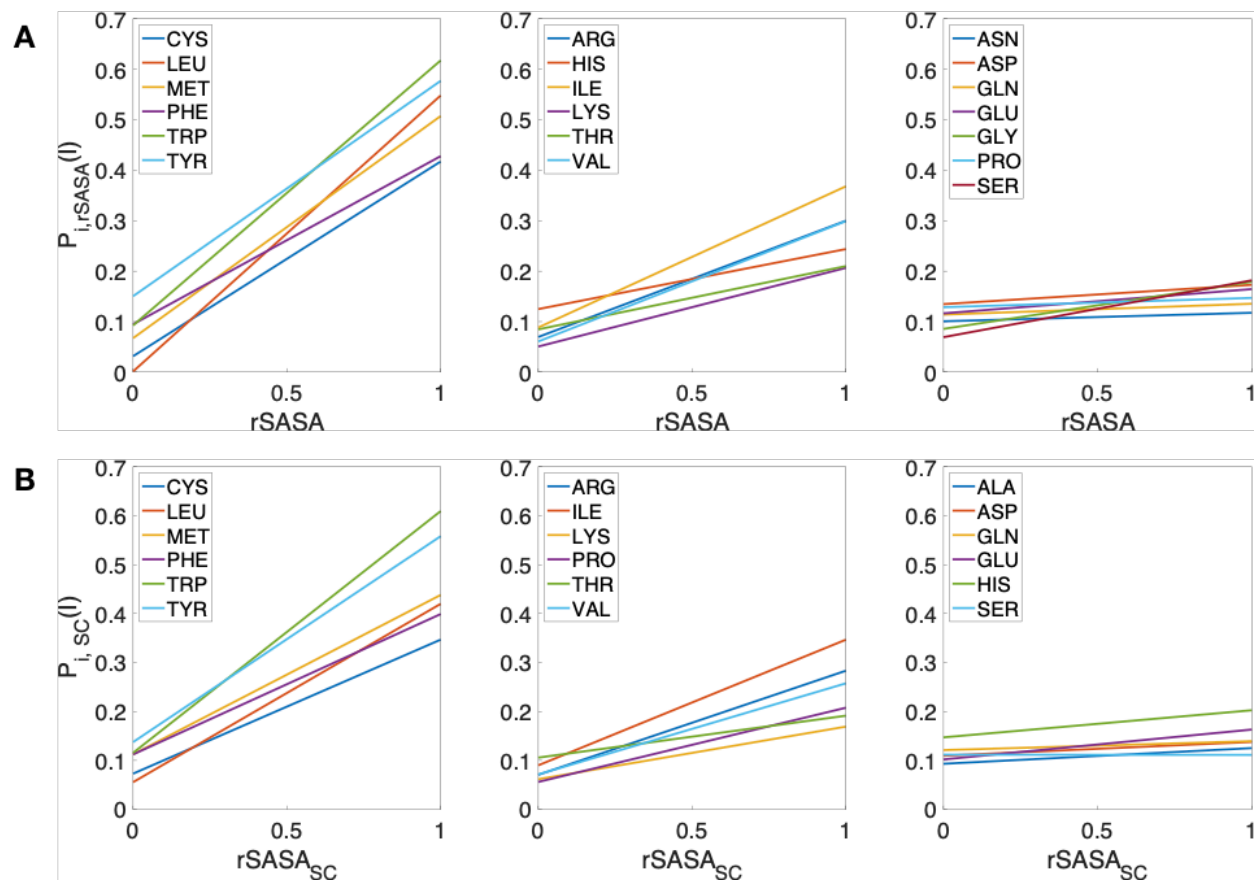 A
P_i,rSASA(I)
0.7
0.6
0.5
0.4
0.3
0.2
0.1
0
CYS
LEU
MET
PHE
TRP
TYR
0 0.5 1
rSASA
0.7
0.6
0.5
0.4
0.3
0.2
0.1
0
ARG
HIS
ILE
LYS
THR
VAL
0 0.5 1
rSASA
0.7
0.6
0.5
0.4
0.3
0.2
0.1
0
ASN
ASP
GLN
GLU
GLY
PRO
SER
0 0.5 1
rSASA
B
P_i, SC(I)
0.7
0.6
0.5
0.4
0.3
0.2
0.1
0
CYS
LEU
MET
PHE
TRP
TYR
0 0.5 1
rSASA_SC
0.7
0.6
0.5
0.4
0.3
0.2
0.1
0
ARG
ILE
LYS
PRO
THR
VAL
0 0.5 1
rSASA_SC
0.7
0.6
0.5
0.4
0.3
0.2
0.1
0
ALA
ASP
GLN
GLU
HIS
SER
0 0.5 1
rSASA_SC